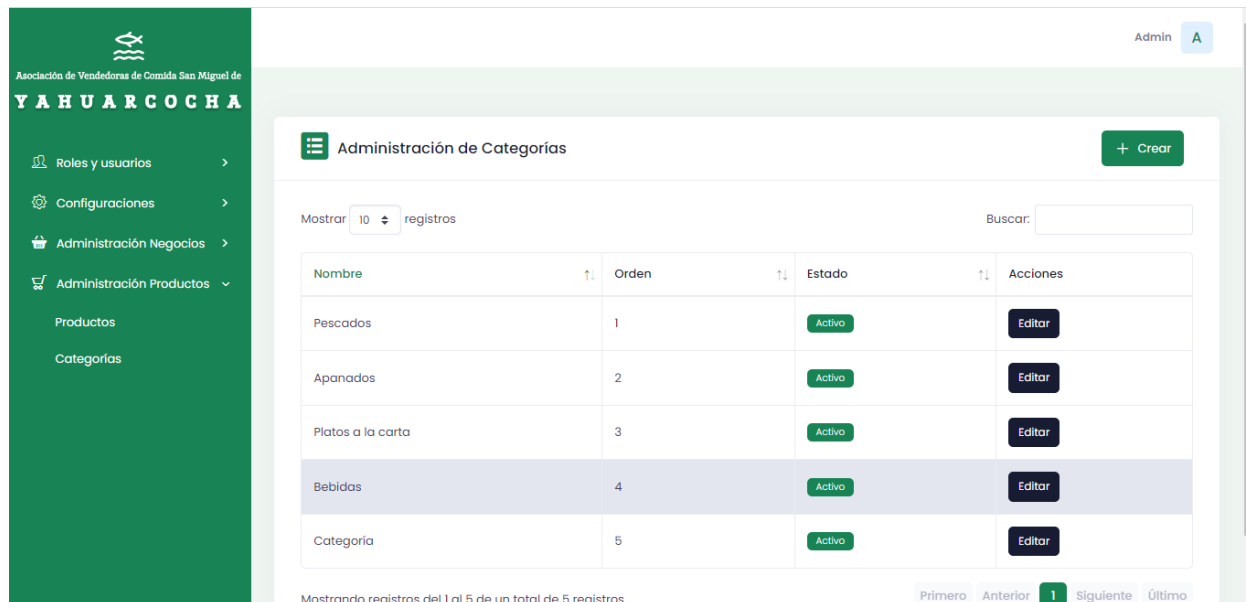 Asociación de Vendedoras de Comida San Miguel de
YAHUARCOCHA
Roles y usuarios
Configuraciones
Administración Negocios
Administración Productos
Productos
Categorías
Admin A
Administración de Categorías
+ Crear
Mostrar 10 registros
Buscar:
Nombre Orden Estado Acciones
Pescados 1 Activo Editar
Apanados 2 Activo Editar
Platos a la carta 3 Activo Editar
Bebidas 4 Activo Editar
Categoría 5 Activo Editar
Mostrando registros del 1 al 5 de un total de 5 registros
Primero Anterior 1 Siguiente Último